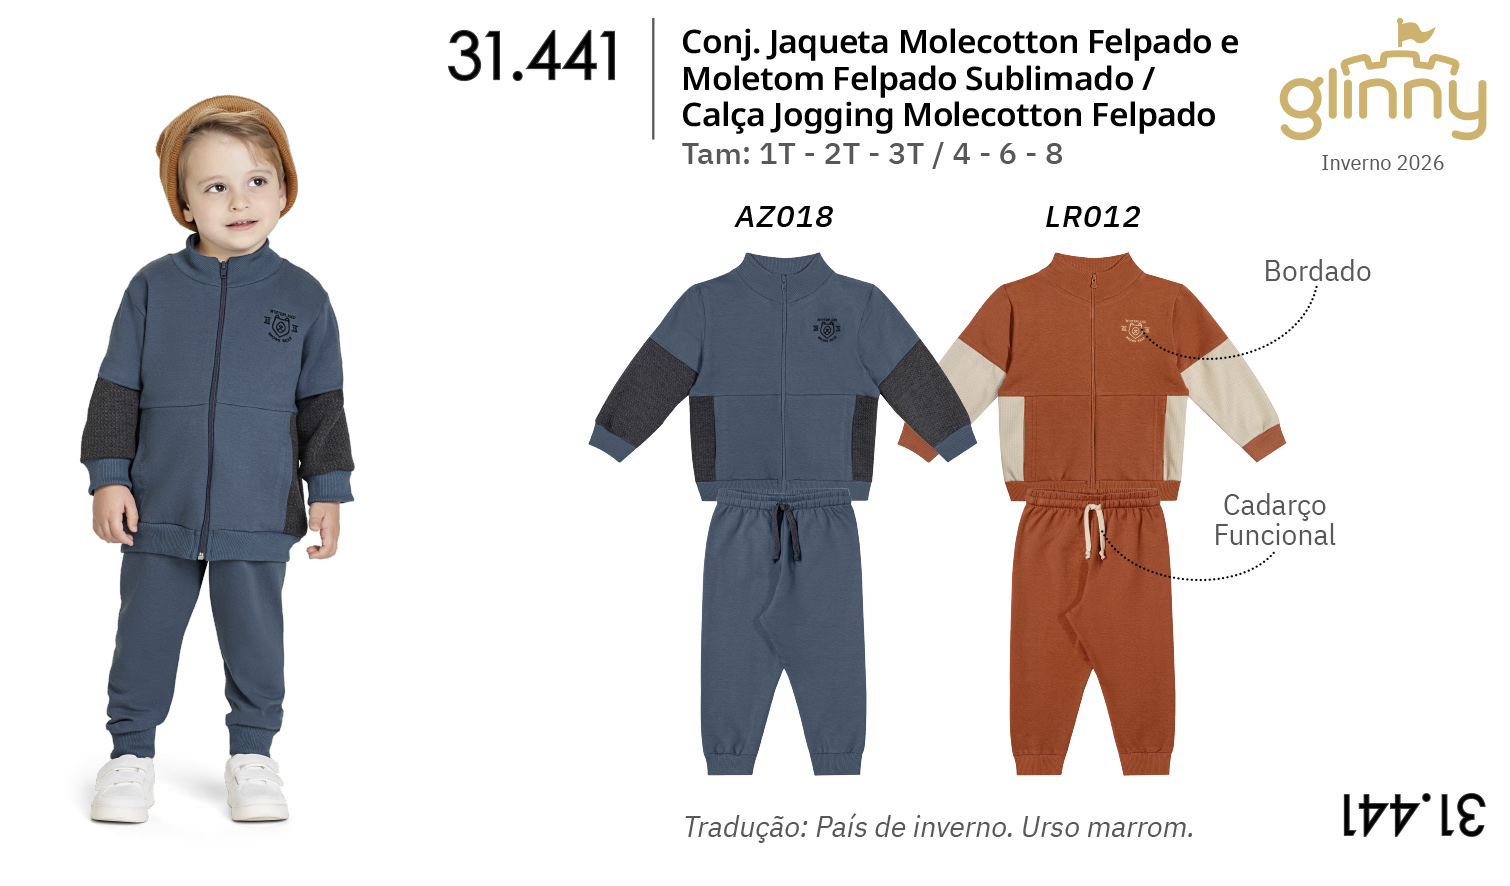 31.441
Conj. Jaqueta Molecotton Felpado e
Moletom Felpado Sublimado /
Calça Jogging Molecotton Felpado
Tam: 1T - 2T - 3T / 4 - 6 - 8
glinny
Inverno 2026
AZ018
LR012
Bordado
Cadarço
Funcional
Tradução: País de inverno. Urso marrom.
31.441